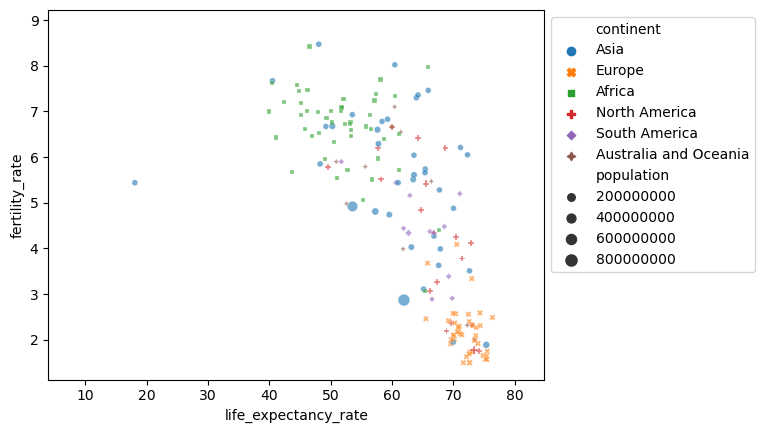 9
8
7
6
5
4
3
2
fertility_rate
10 20 30 40 50 60 70 80
life_expectancy_rate
continent
Asia
Europe
Africa
North America
South America
Australia and Oceania
population
200000000
400000000
600000000
800000000